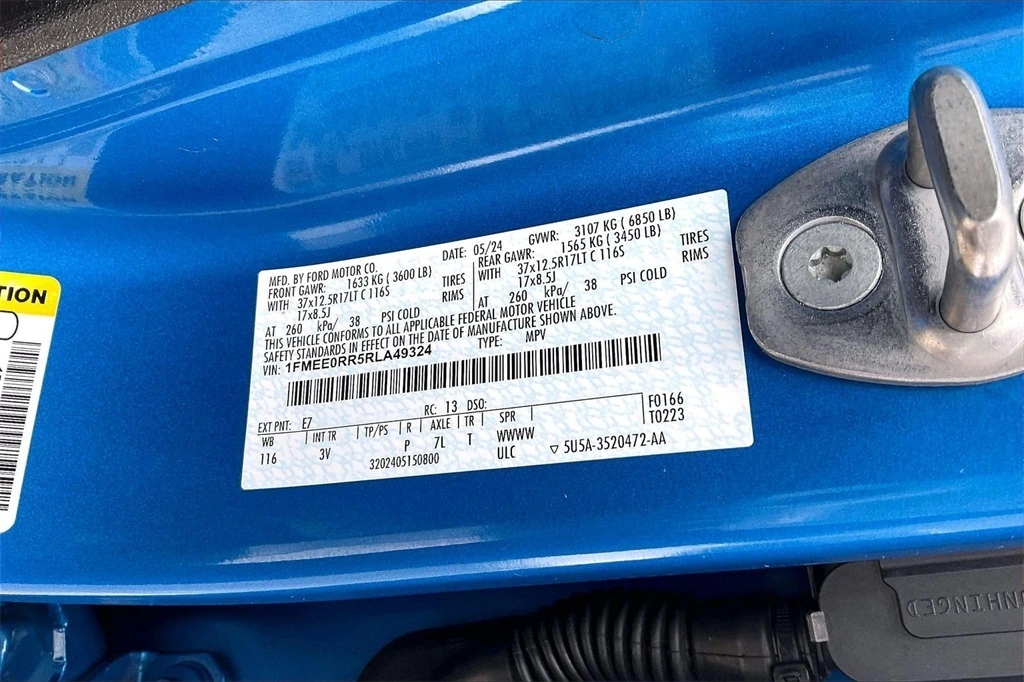 MFD. BY FORD MOTOR CO. DATE: 05/24 GVWR: 3107 KG ( 6850 LB)
FRONT GAWR: 1633 KG ( 3600 LB) REAR GAWR: 1565 KG ( 3450 LB)
WITH 37x12.5R17LT C 116S TIRES WITH 37x12.5R17LT C 116S TIRES
17x8.5J RIMS 17x8.5J RIMS
AT 260 kPa/ 38 PSI COLD AT 260 kPa/ 38 PSI COLD
THIS VEHICLE CONFORMS TO ALL APPLICABLE FEDERAL MOTOR VEHICLE
SAFETY STANDARDS IN EFFECT ON THE DATE OF MANUFACTURE SHOWN ABOVE.
VIN: 1FMEE0RR5RLA49324 TYPE: MPV
EXT PNT: E7 RC: 13 DSO: F0166
WB INT TR TP/PS R AXLE TR SPR T0223
116 3V P 7L T WWWW
3202405150800 ULC ▽ 5U5A-3520472-AA
TION
UNHINGED